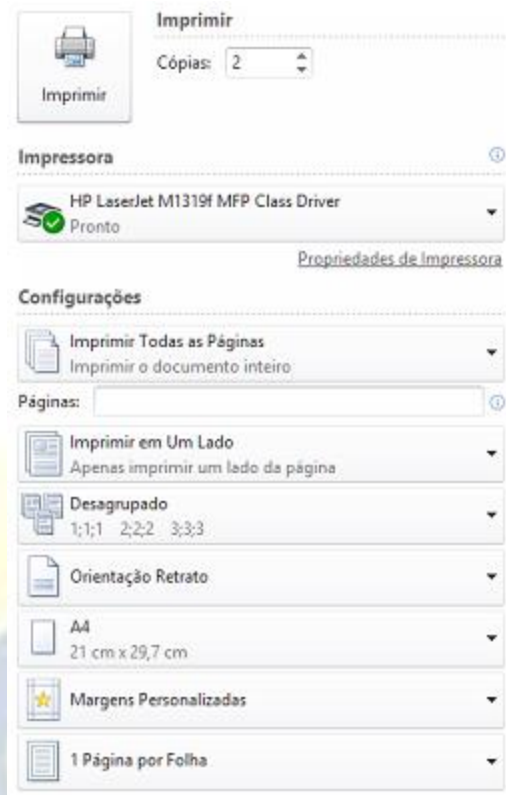 Imprimir
Imprimir
Cópias: 2
Impressora
HP LaserJet M1319f MFP Class Driver
Pronto
Propriedades de Impressora
Configurações
Imprimir Todas as Páginas
Imprimir o documento inteiro
Páginas:
Imprimir em Um Lado
Apenas imprimir um lado da página
Desagrupado
1;1;1 2;2;2 3;3;3
Orientação Retrato
A4
21 cm x 29,7 cm
Margens Personalizadas
1 Página por Folha